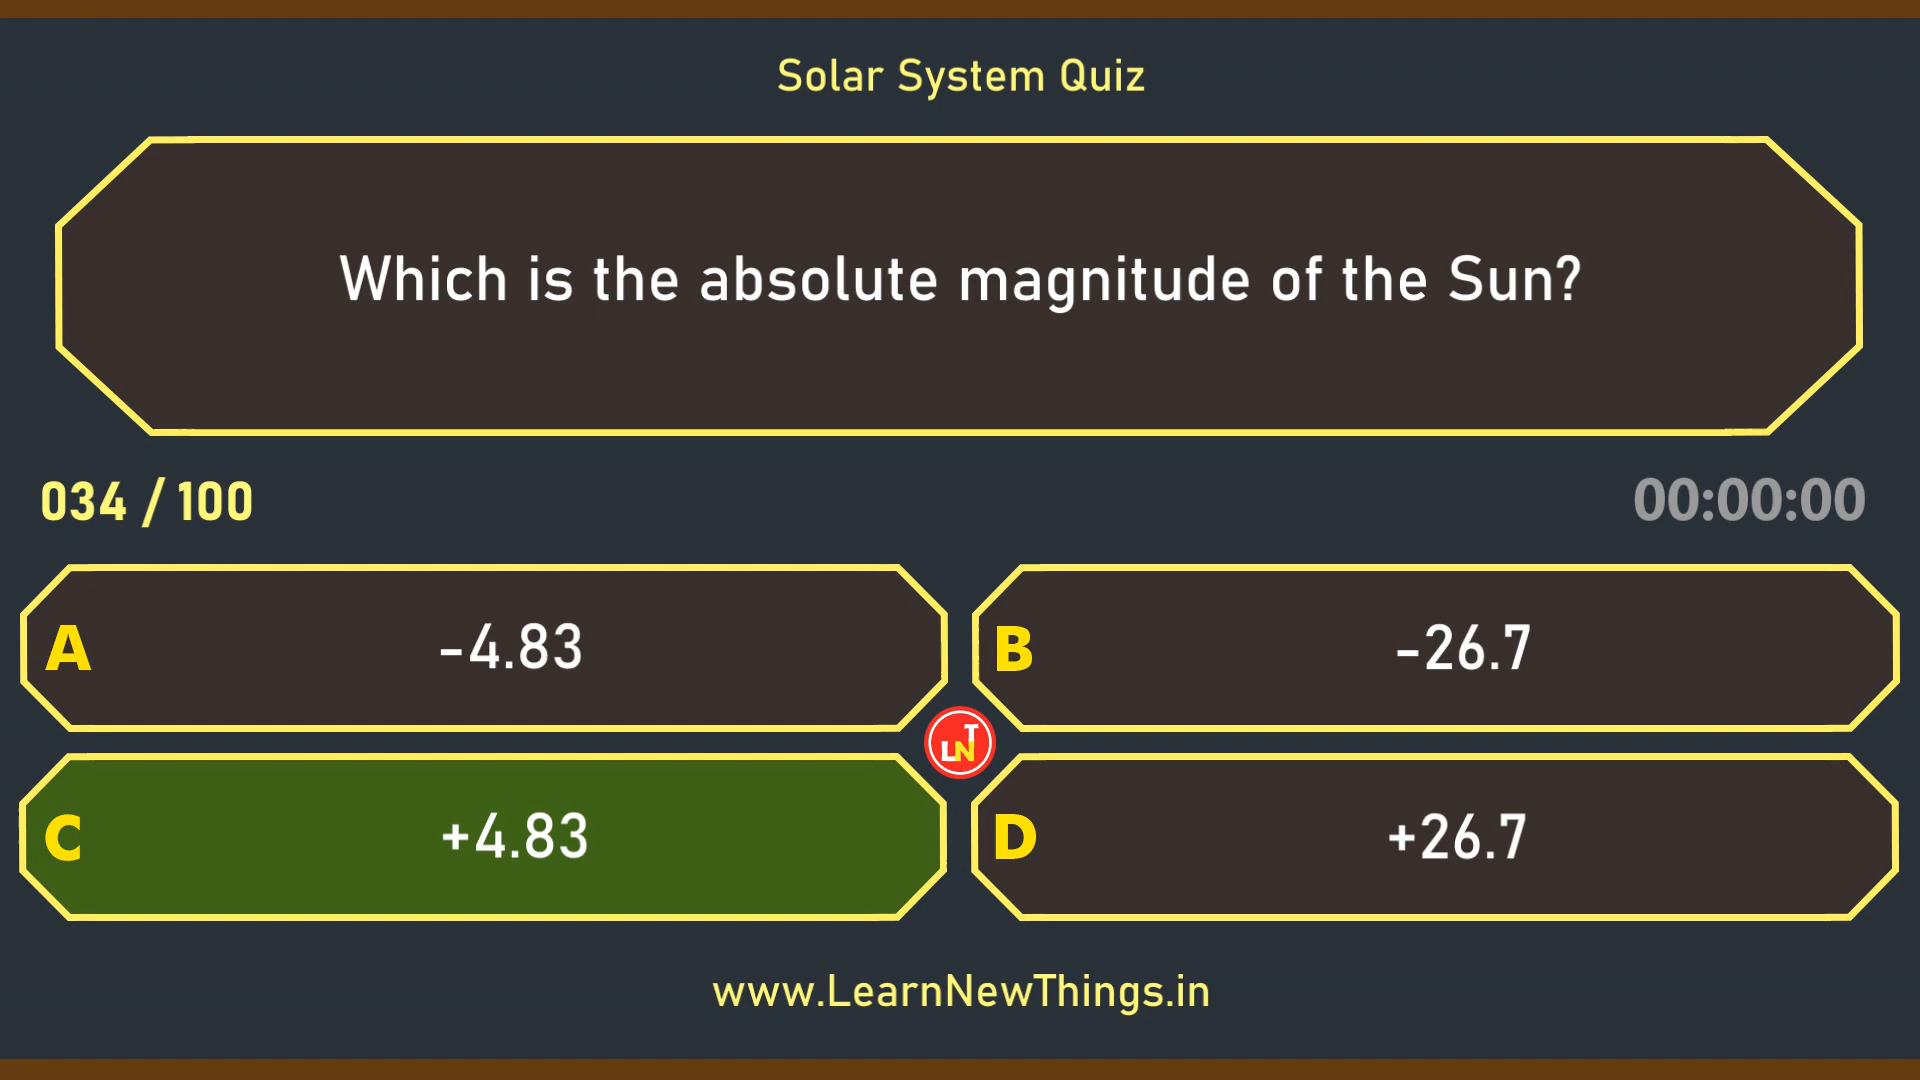 Solar System Quiz
Which is the absolute magnitude of the Sun?
034 / 100
00:00:00
A -4.83
B -26.7
LNT
C +4.83
D +26.7
www.LearnNewThings.in